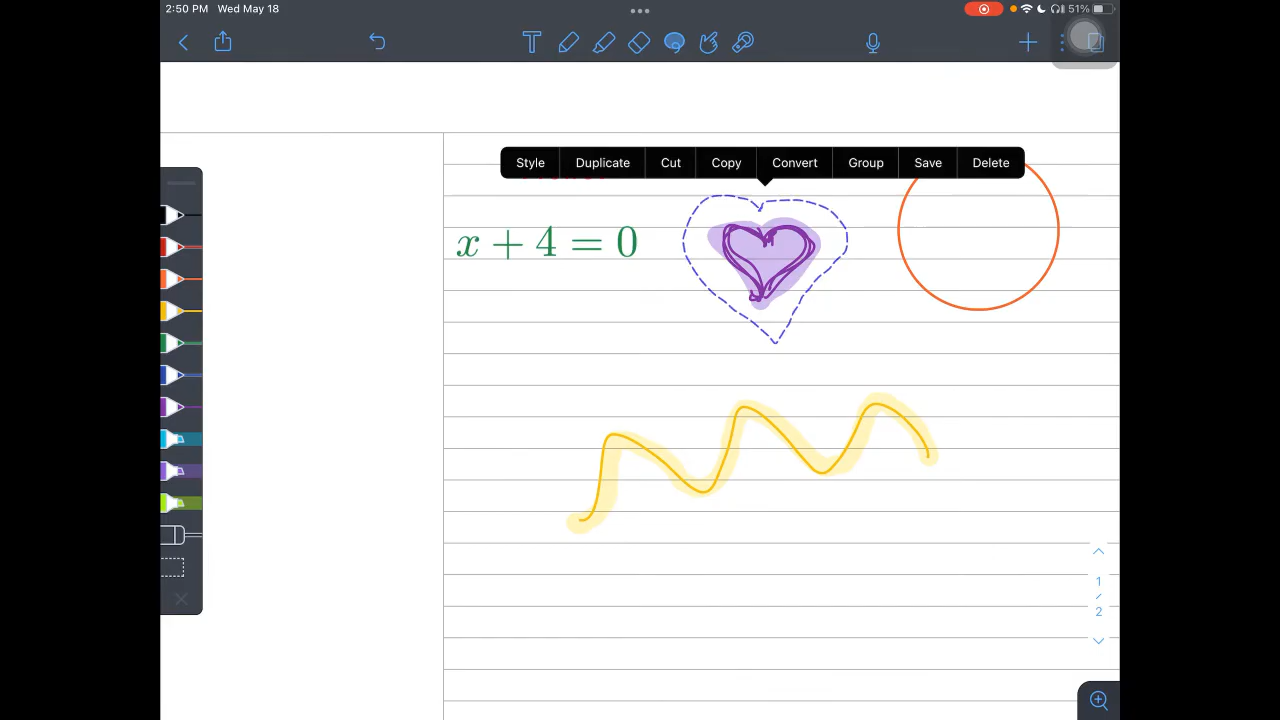 2:50 PM Wed May 18
51%
Style Duplicate Cut Copy Convert Group Save Delete
x + 4 = 0
1
2